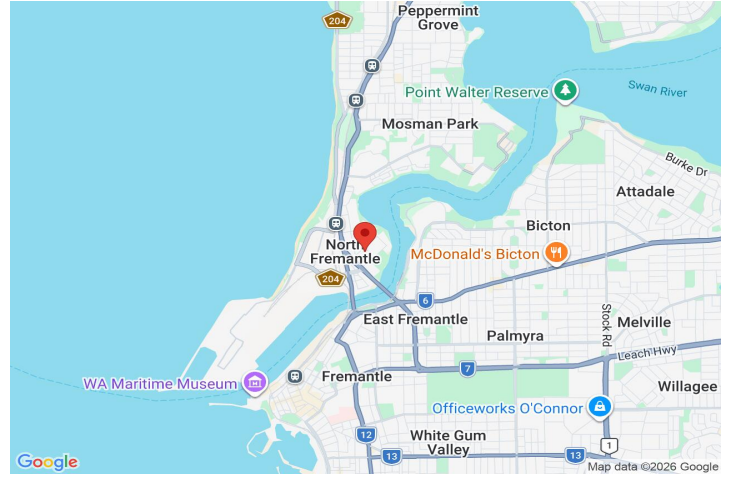 Peppermint
Grove
204
Point Walter Reserve
Swan River
Mosman Park
Burke Dr
Attadale
Bicton
North
Fremantle
McDonald's Bicton
204
6
East Fremantle
Stock Rd
Melville
Palmyra
Leach Hwy
7
WA Maritime Museum
Fremantle
Willagee
Officeworks O'Connor
12
White Gum
Valley
1
13
13
Google
Map data ©2026 Google